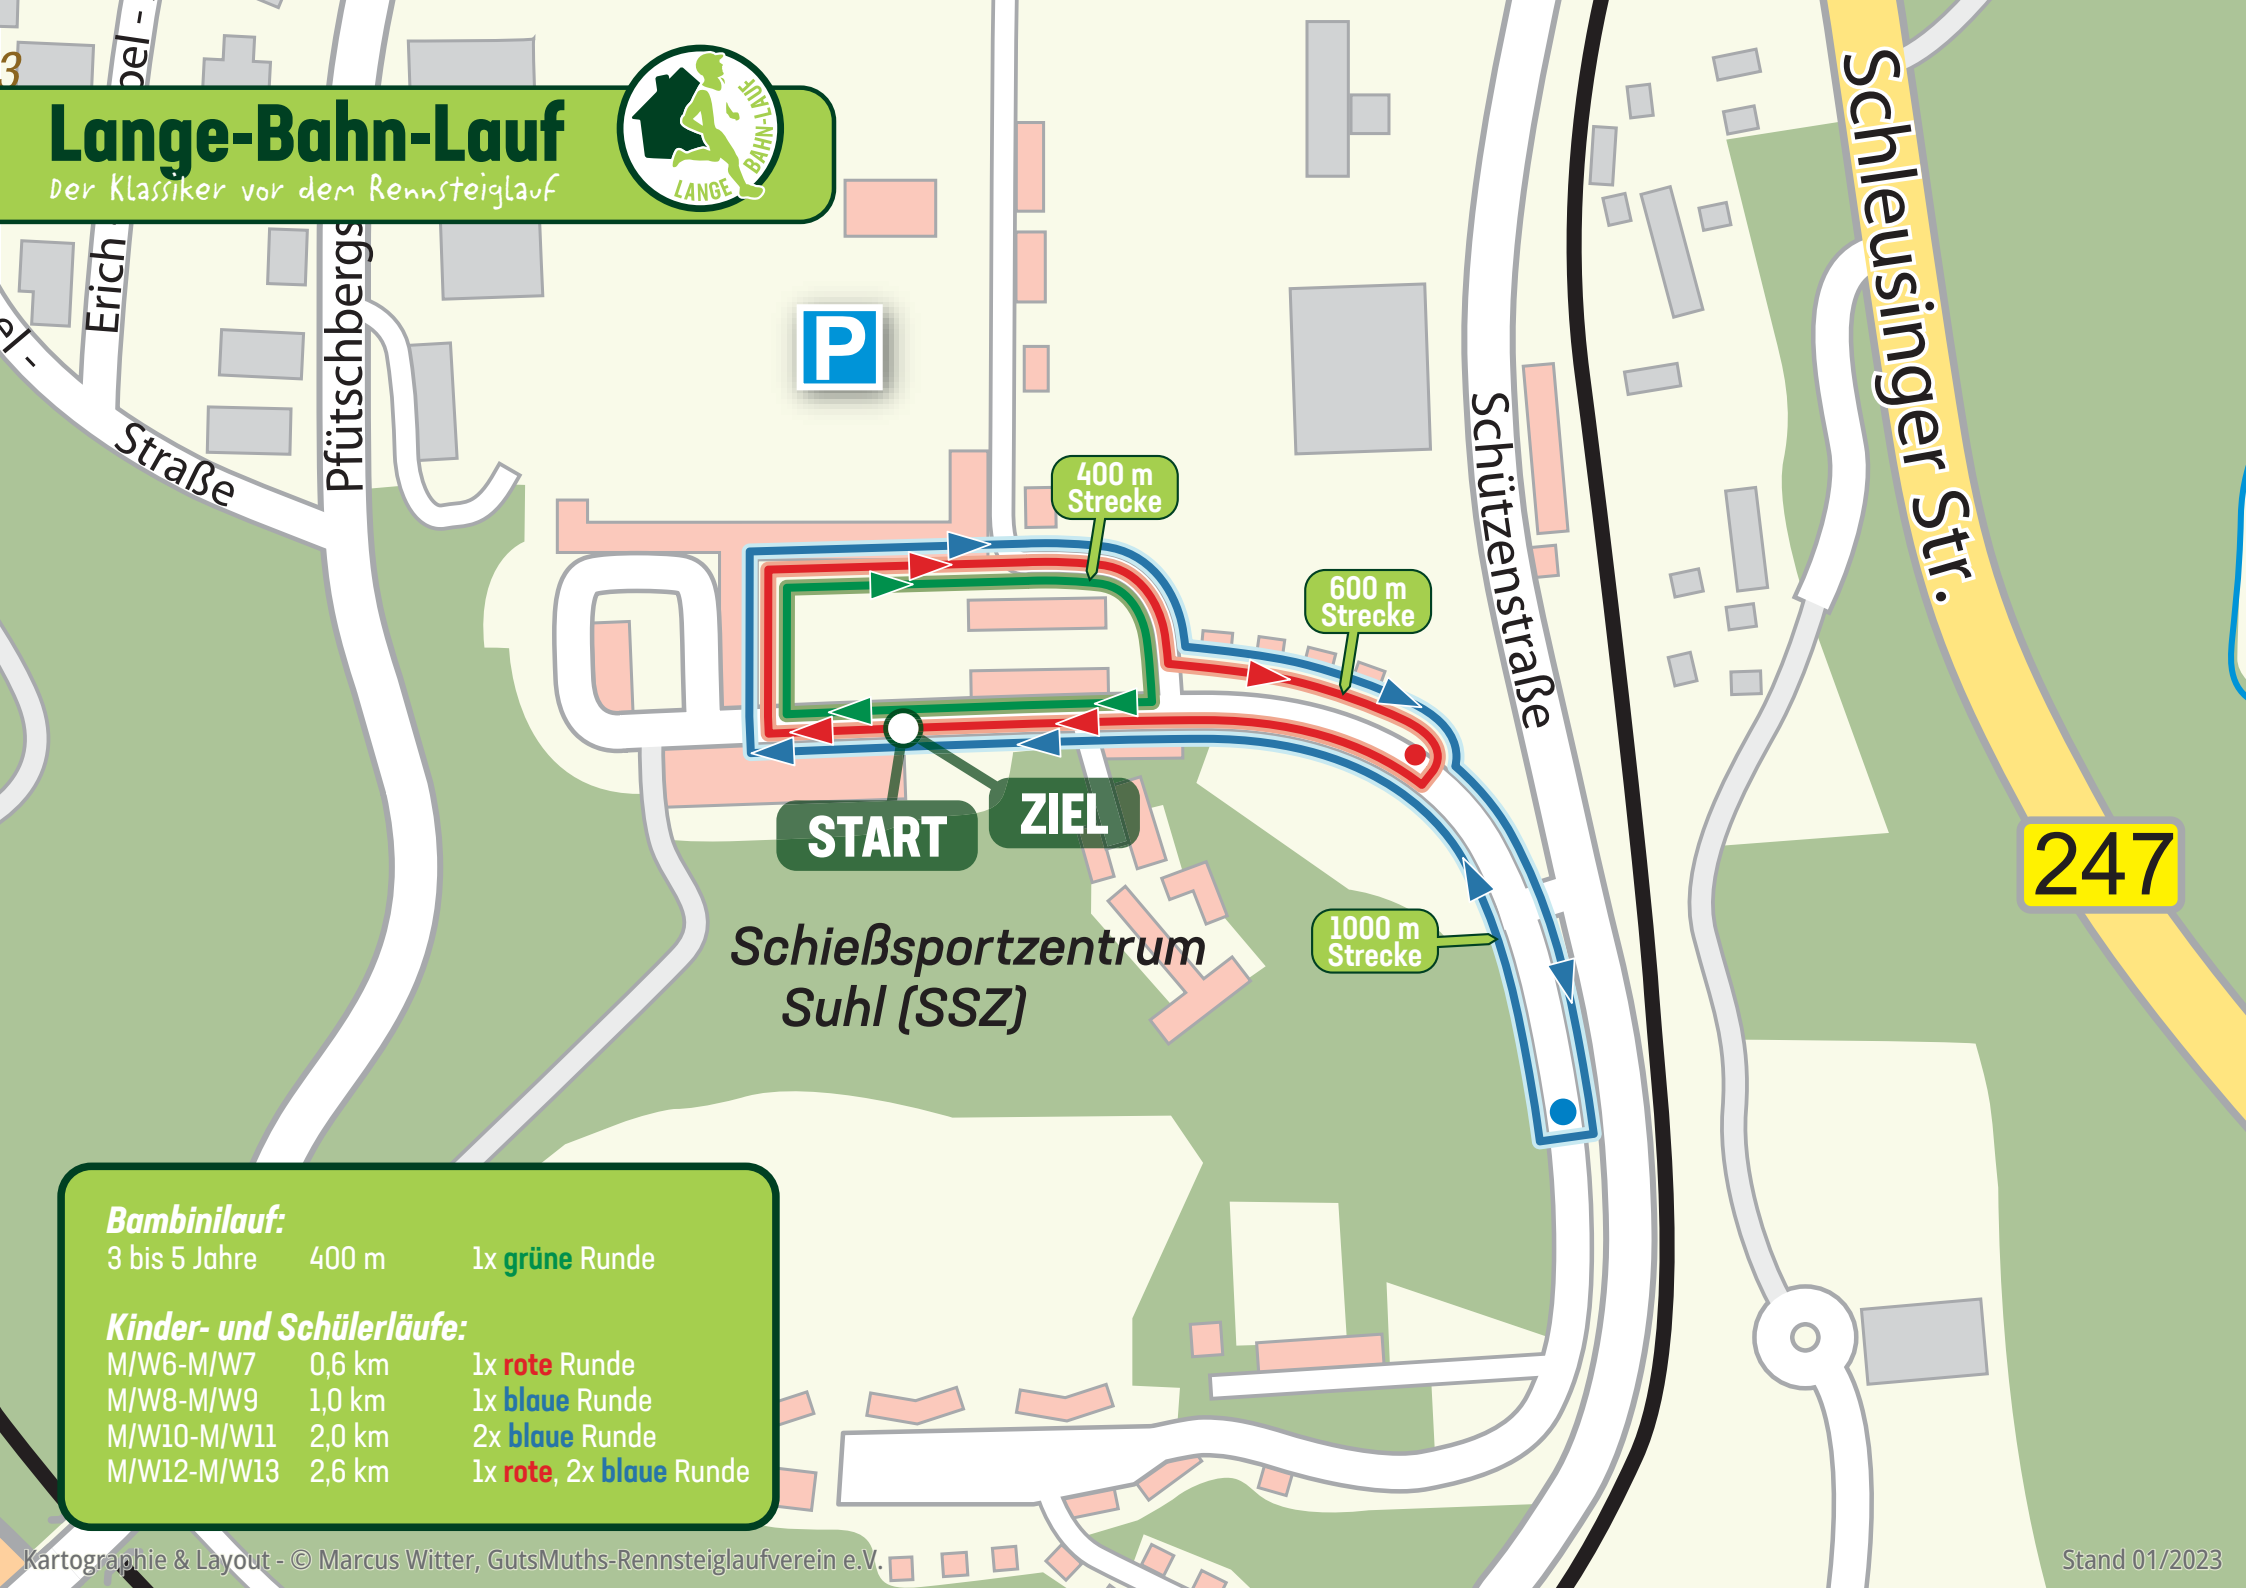 3
Lange-Bahn-Lauf
Der Klassiker vor dem Rennsteiglauf
LANGE BAHN-LAUF
Erich
Straße
Pfütschbergs
P
Schützenstraße
Schleusinger Str.
400 m
Strecke
600 m
Strecke
START
ZIEL
247
1000 m
Strecke
Schießsportzentrum
Suhl (SSZ)
Bambinilauf:
3 bis 5 Jahre 400 m 1x grüne Runde
Kinder- und Schülerläufe:
M/W6-M/W7 0,6 km 1x rote Runde
M/W8-M/W9 1,0 km 1x blaue Runde
M/W10-M/W11 2,0 km 2x blaue Runde
M/W12-M/W13 2,6 km 1x rote, 2x blaue Runde
Kartographie & Layout - © Marcus Witter, GutsMuths-Rennsteiglaufverein e.V.
Stand 01/2023